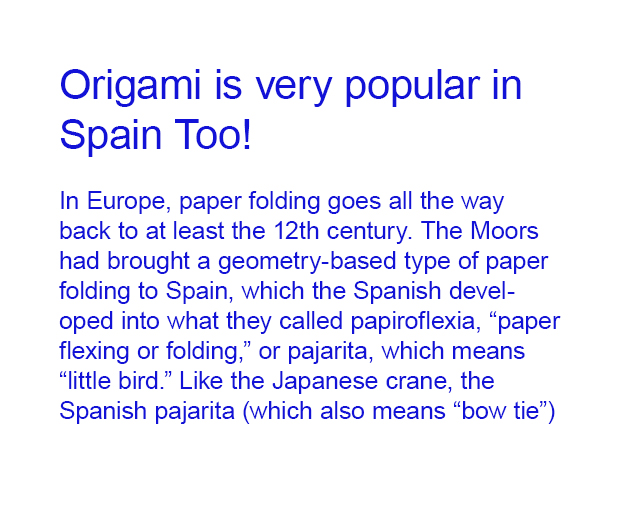 Origami is very popular in
Spain Too!
In Europe, paper folding goes all the way
back to at least the 12th century. The Moors
had brought a geometry-based type of paper
folding to Spain, which the Spanish devel-
oped into what they called papiroflexia, “paper
flexing or folding,” or pajarita, which means
“little bird.” Like the Japanese crane, the
Spanish pajarita (which also means “bow tie”)